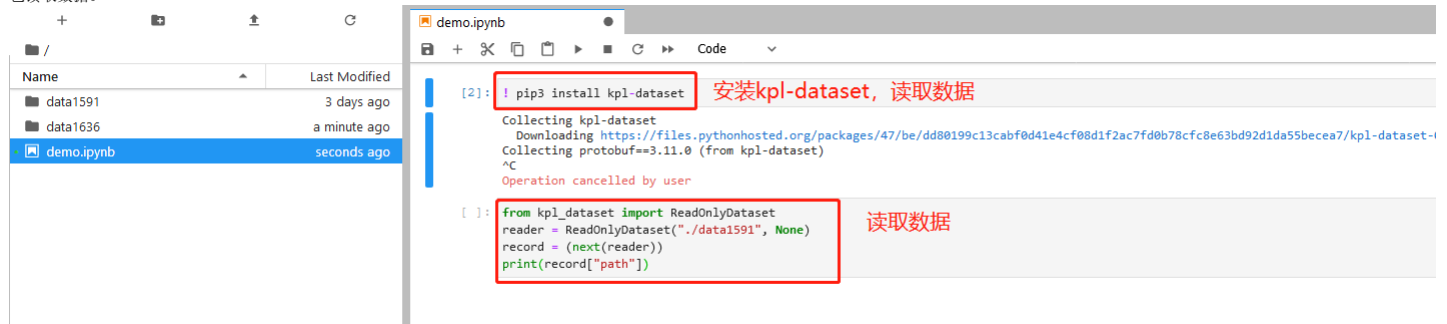 demo.ipynb
Code
/
Name Last Modified
data1591 3 days ago
data1636 a minute ago
demo.ipynb seconds ago
[2]: ! pip3 install kpl-dataset
安装kpl-dataset，读取数据
Collecting kpl-dataset
Downloading https://files.pythonhosted.org/packages/47/be/dd80199c13cabf0d41e4cf08d1f2ac7fd0b78cfc8e63bd92d1da55becea7/kpl-dataset-
Collecting protobuf==3.11.0 (from kpl-dataset)
^C
Operation cancelled by user
[ ]: from kpl_dataset import ReadOnlyDataset
reader = ReadOnlyDataset("./data1591", None)
record = (next(reader))
print(record["path"])
读取数据